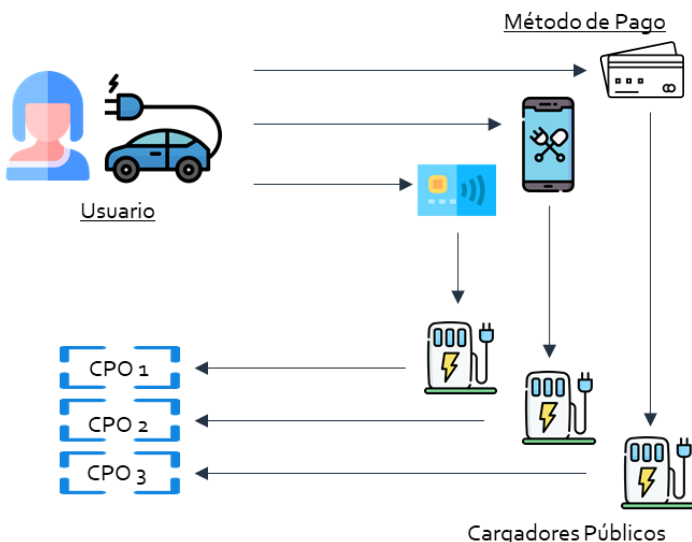 Método de Pago
Usuario
CPO 1
CPO 2
CPO 3
Cargadores Públicos